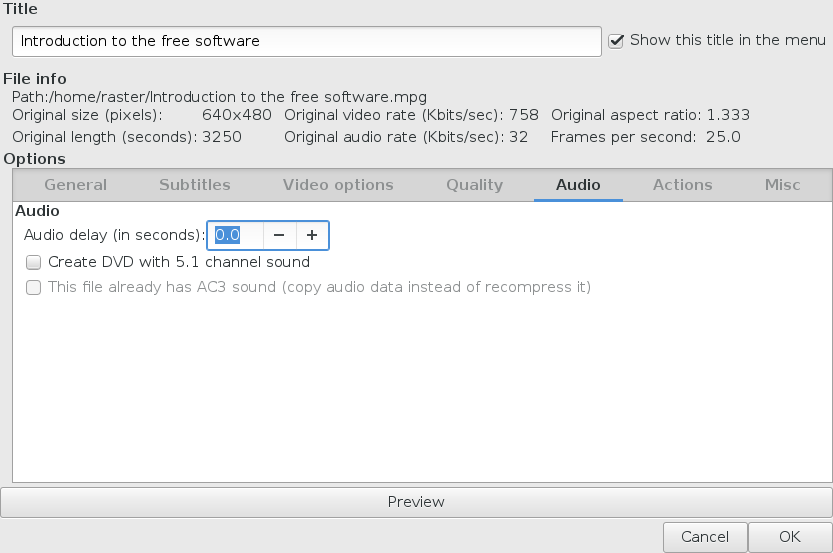 Title
Introduction to the free software Show this title in the menu
File info
Path:/home/raster/Introduction to the free software.mpg
Original size (pixels): 640x480 Original video rate (Kbits/sec): 758 Original aspect ratio: 1.333
Original length (seconds): 3250 Original audio rate (Kbits/sec): 32 Frames per second: 25.0
Options
General Subtitles Video options Quality Audio Actions Misc
Audio
Audio delay (in seconds): 0.0 − +
Create DVD with 5.1 channel sound
This file already has AC3 sound (copy audio data instead of recompress it)
Preview
Cancel OK